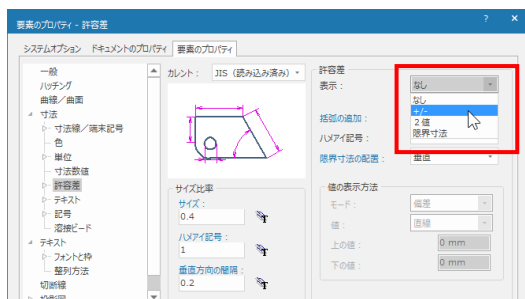 要素のプロパティ - 許容差
システムオプション ドキュメントのプロパティ 要素のプロパティ
一般
ハッチング
曲線／曲面
寸法
寸法線／端末記号
色
単位
寸法数値
許容差
テキスト
記号
溶接ビード
テキスト
フォントと枠
整列方法
切断線
カレント： JIS（読み込み済み）
サイズ比率
サイズ：
0.4
ハメアイ記号：
1
垂直方向の間隔：
0.2
許容差
表示： なし
なし
+/-
２値
限界寸法
括弧の追加：
ハメアイ記号：
限界寸法の配置： 垂直
値の表示方法
モード： 偏差
値： 直線
上の値： 0 mm
下の値： 0 mm